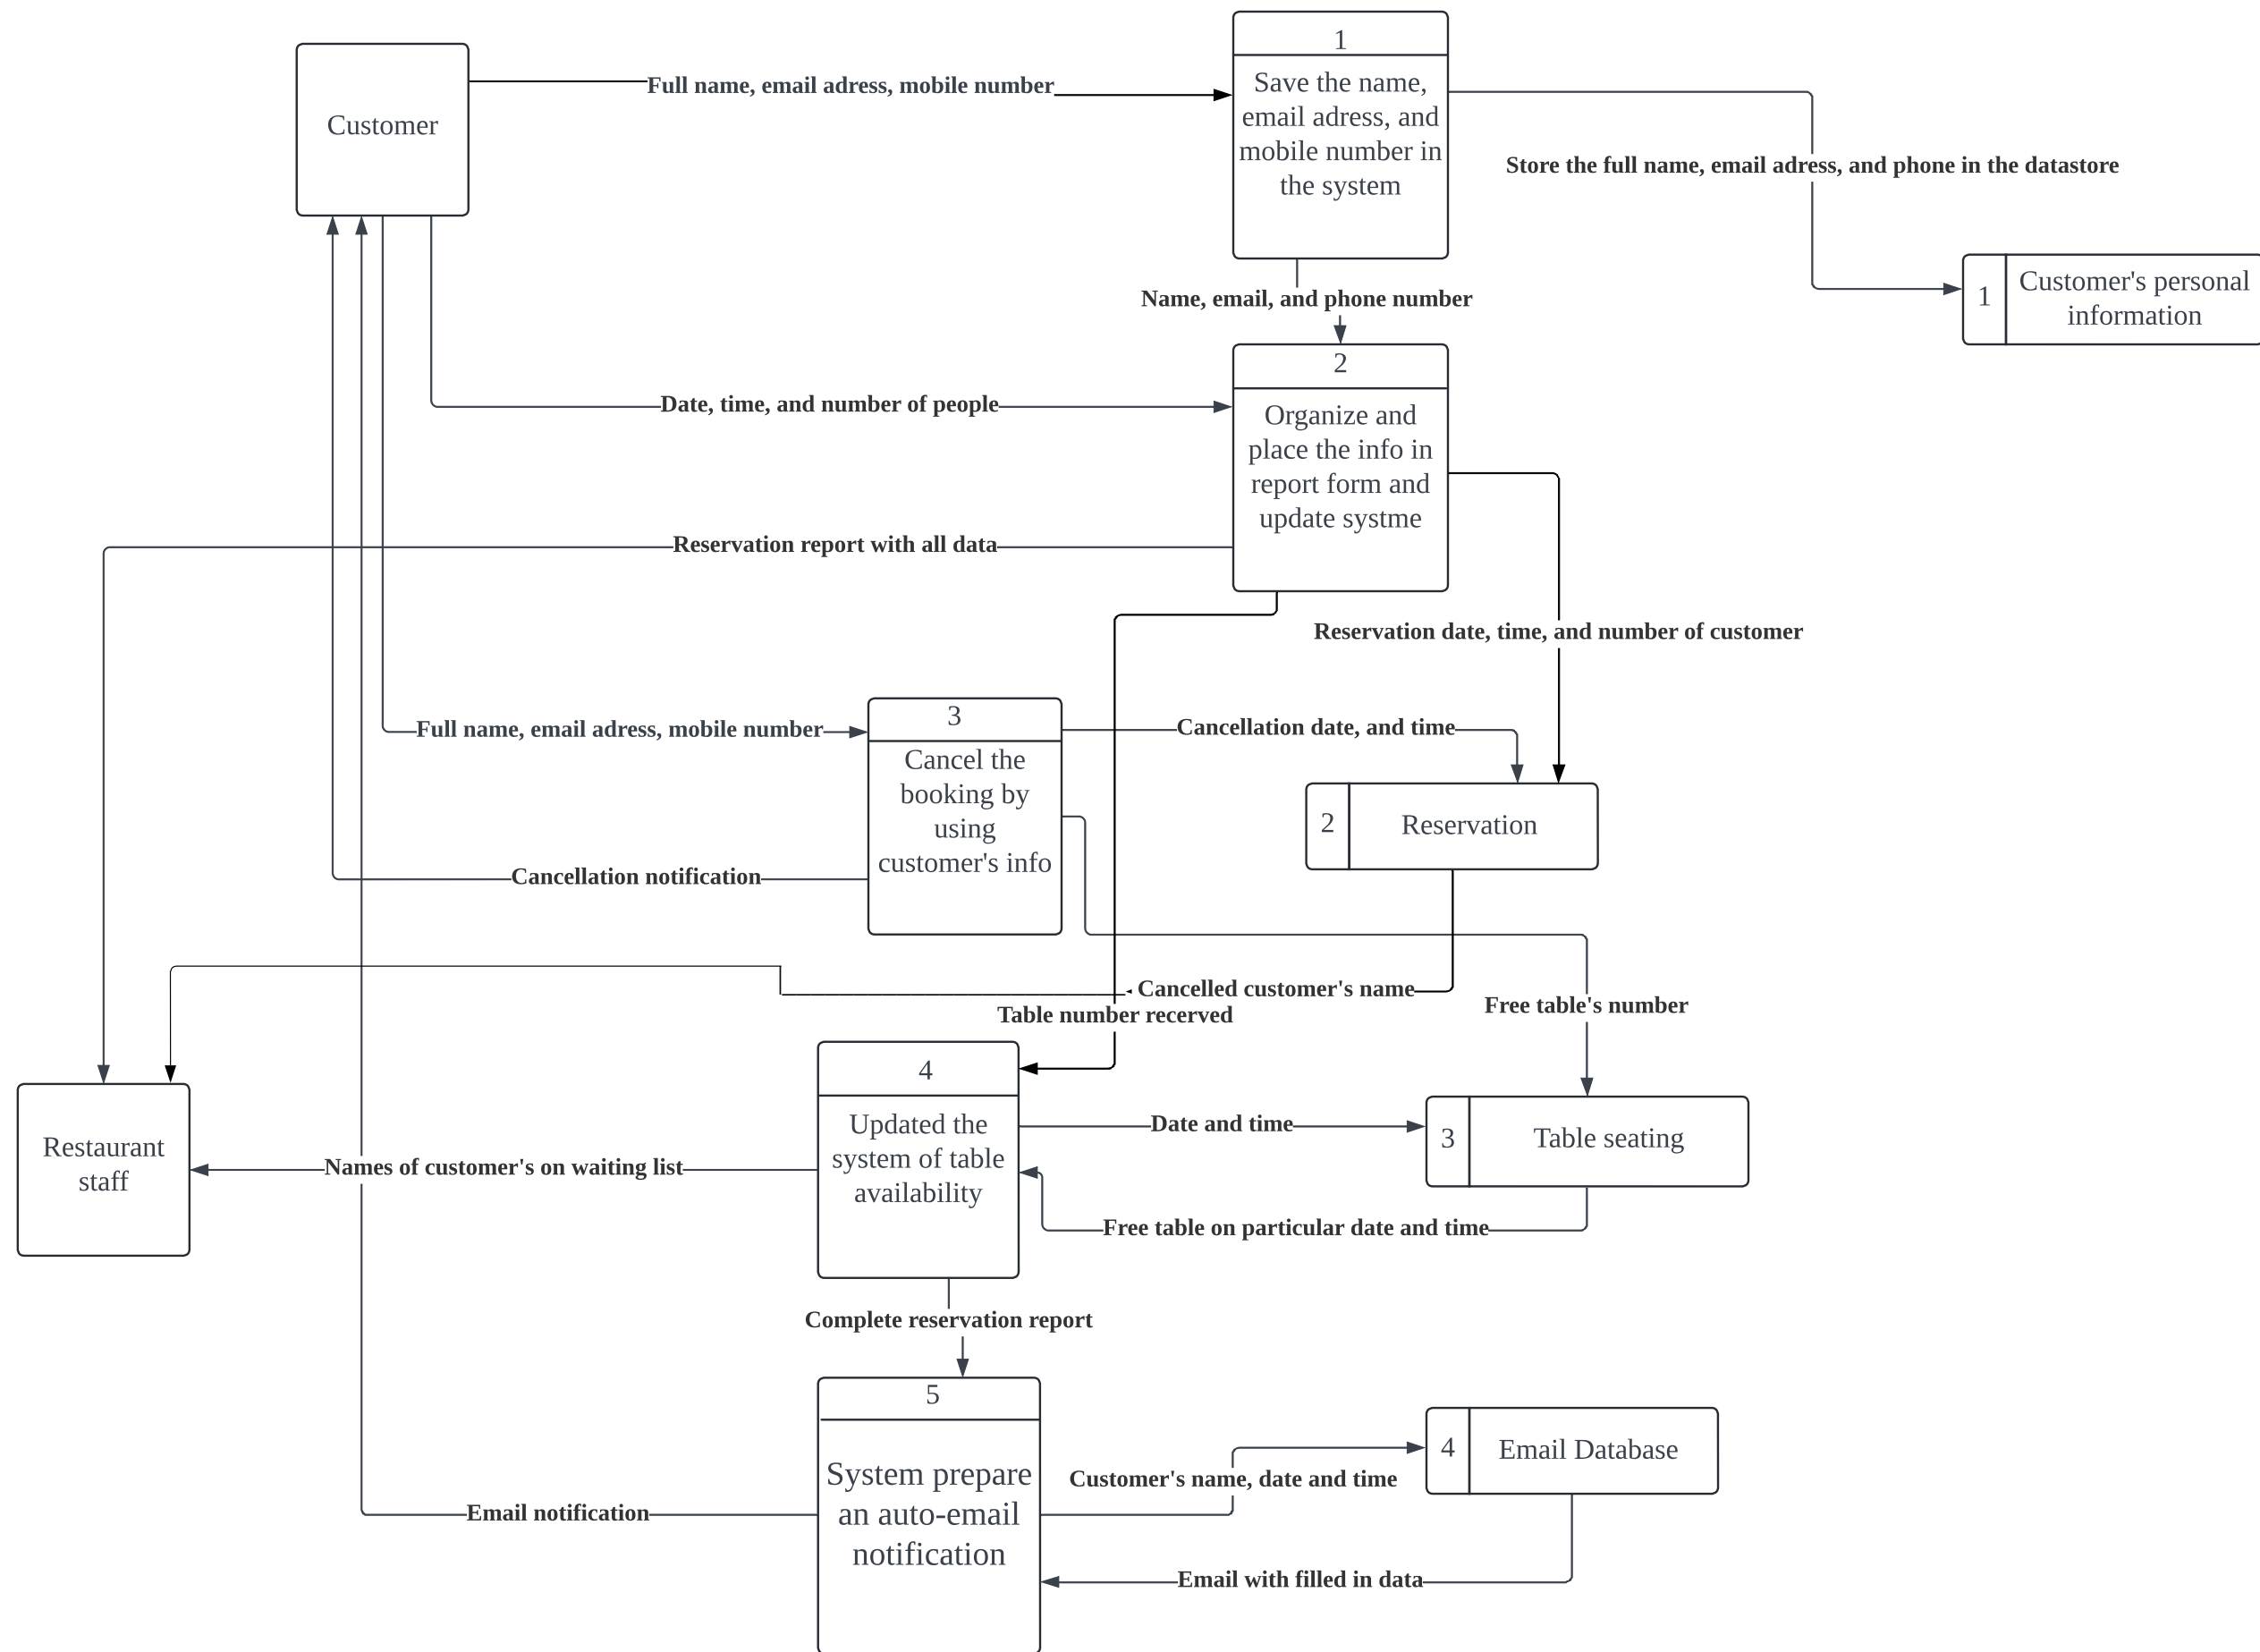 1
Save the name,
email adress, and
mobile number in
the system
Customer
Full name, email adress, mobile number
Store the full name, email adress, and phone in the datastore
1
Customer's personal
information
Name, email, and phone number
2
Organize and
place the info in
report form and
update systme
Date, time, and number of people
Reservation report with all data
Reservation date, time, and number of customer
3
Cancel the
booking by
using
customer's info
Full name, email adress, mobile number
Cancellation date, and time
2
Reservation
Cancellation notification
Cancelled customer's name
Free table's number
Table number recerved
4
Updated the
system of table
availability
Date and time
3
Table seating
Restaurant
staff
Names of customer's on waiting list
Free table on particular date and time
Complete reservation report
5
System prepare
an auto-email
notification
4
Email Database
Customer's name, date and time
Email notification
Email with filled in data